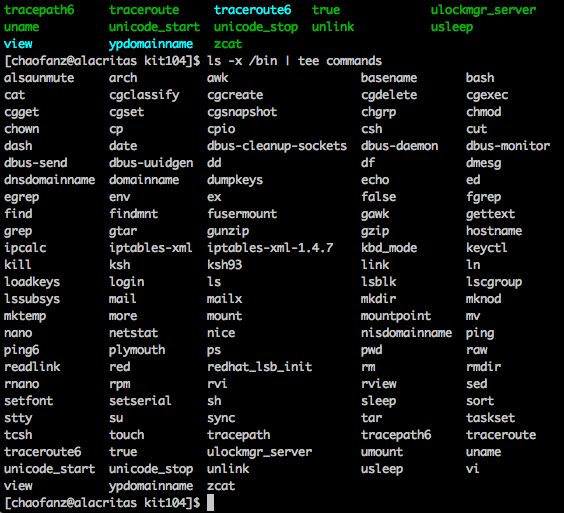 tracepath6 traceroute traceroute6 true ulockmgr_server
uname unicode_start unicode_stop unlink usleep
view ypdomainname zcat
[chaofanz@alacritas kit104]$ ls -x /bin | tee commands
alsaunmute arch awk basename bash
cat cgclassify cgcreate cgdelete cgexec
cgget cgset cgsnapshot chgrp chmod
chown cp cpio csh cut
dash date dbus-cleanup-sockets dbus-daemon dbus-monitor
dbus-send dbus-uuidgen dd df dmesg
dnsdomainname domainname dumpkeys echo ed
egrep env ex false fgrep
find findmnt fusermount gawk gettext
grep gtar gunzip gzip hostname
ipcalc iptables-xml iptables-xml-1.4.7 kbd_mode keyctl
kill ksh ksh93 link ln
loadkeys login ls lsblk lscgroup
lssubsys mail mailx mkdir mknod
mktemp more mount mountpoint mv
nano netstat nice nisdomainname ping
ping6 plymouth ps pwd raw
readlink red redhat_lsb_init rm rmdir
rnano rpm rvi rview sed
setfont setserial sh sleep sort
stty su sync tar taskset
tcsh touch tracepath tracepath6 traceroute
traceroute6 true ulockmgr_server umount uname
unicode_start unicode_stop unlink usleep vi
view ypdomainname zcat
[chaofanz@alacritas kit104]$